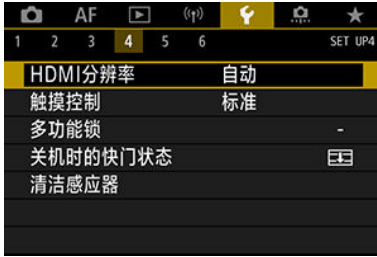 AF
1 2 3 4 5 6 SET UP4
HDMI分辨率 自动
触摸控制 标准
多功能锁 -
关机时的快门状态
清洁感应器